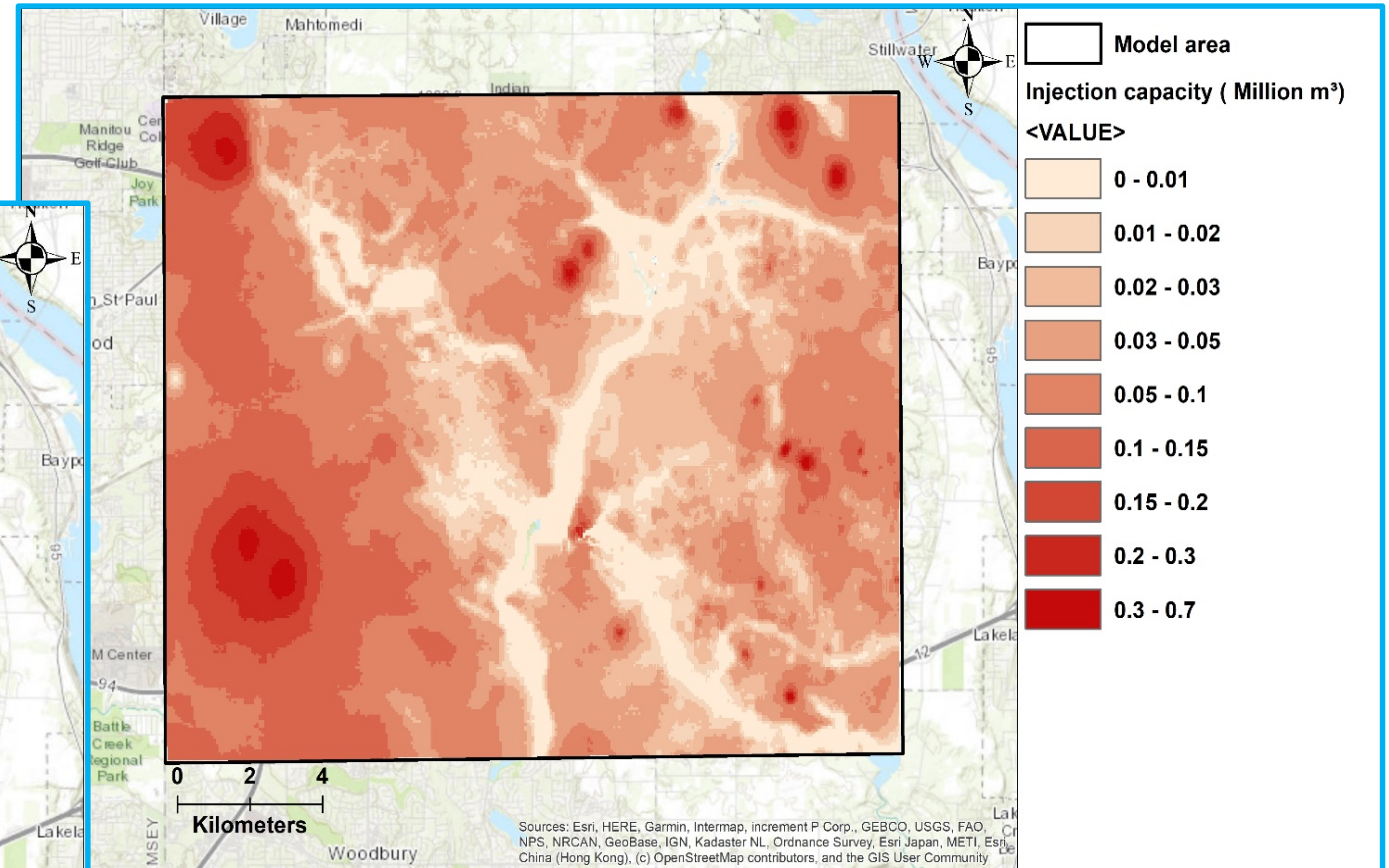 Village
Mahtomedi
Stillwater
N
W
E
S
Indian
Manitou
Ridge
Golf Club
Joy
Park
N
E
S
n St Paul
od
Baypo
95
Baypo
95
M Center
94
Battle
Creek
Regional
Park
12
Lakela
Lakela
MSEY
Woodbury
0 2 4
Kilometers
Sources: Esri, HERE, Garmin, Intermap, increment P Corp., GEBCO, USGS, FAO,
NPS, NRCAN, GeoBase, IGN, Kadaster NL, Ordnance Survey, Esri Japan, METI, Esri
China (Hong Kong), (c) OpenStreetMap contributors, and the GIS User Community
Model area
Injection capacity ( Million m³)
<VALUE>
0 - 0.01
0.01 - 0.02
0.02 - 0.03
0.03 - 0.05
0.05 - 0.1
0.1 - 0.15
0.15 - 0.2
0.2 - 0.3
0.3 - 0.7